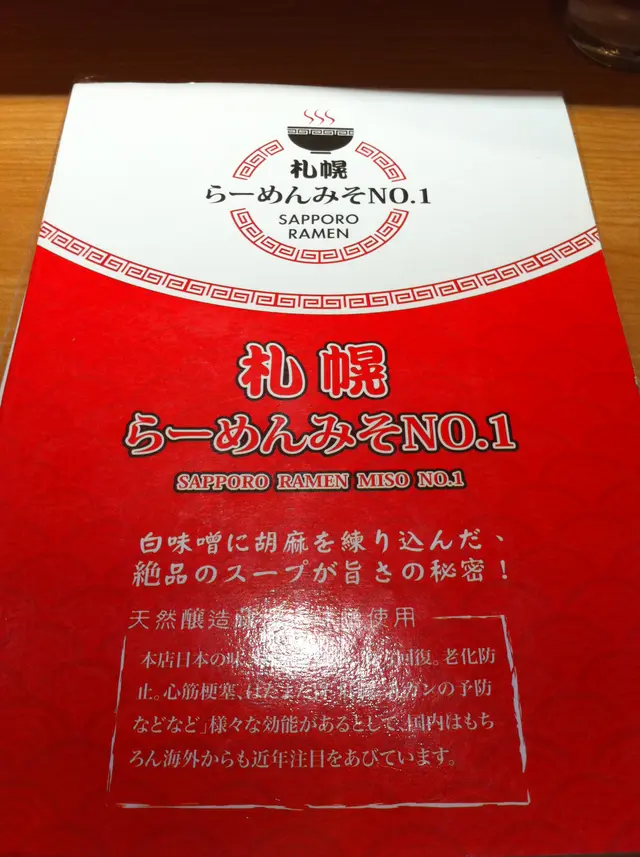 札幌
らーめんみそNO.1
SAPPORO
RAMEN
札幌
らーめんみそNO.1
SAPPORO RAMEN MISO NO.1
白味噌に胡麻を練り込んだ、
絶品のスープが旨さの秘密！
天然醸造 使用
本店日本の味、 回復。老化防
止。心筋梗塞、はたまた ガンの予防
などなど」様々な効能があるとして、国内はもち
ろん海外からも近年注目をあびています。